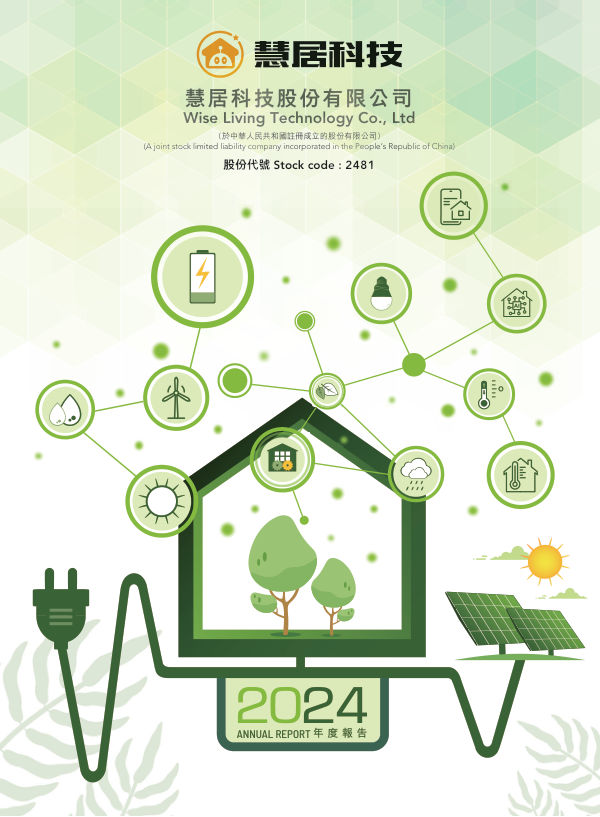 慧居科技
慧居科技股份有限公司
Wise Living Technology Co., Ltd
(於中華人民共和國註冊成立的股份有限公司)
(A joint stock limited liability company incorporated in the People's Republic of China)
股份代號 Stock code : 2481
AI
2024
ANNUAL REPORT 年度報告